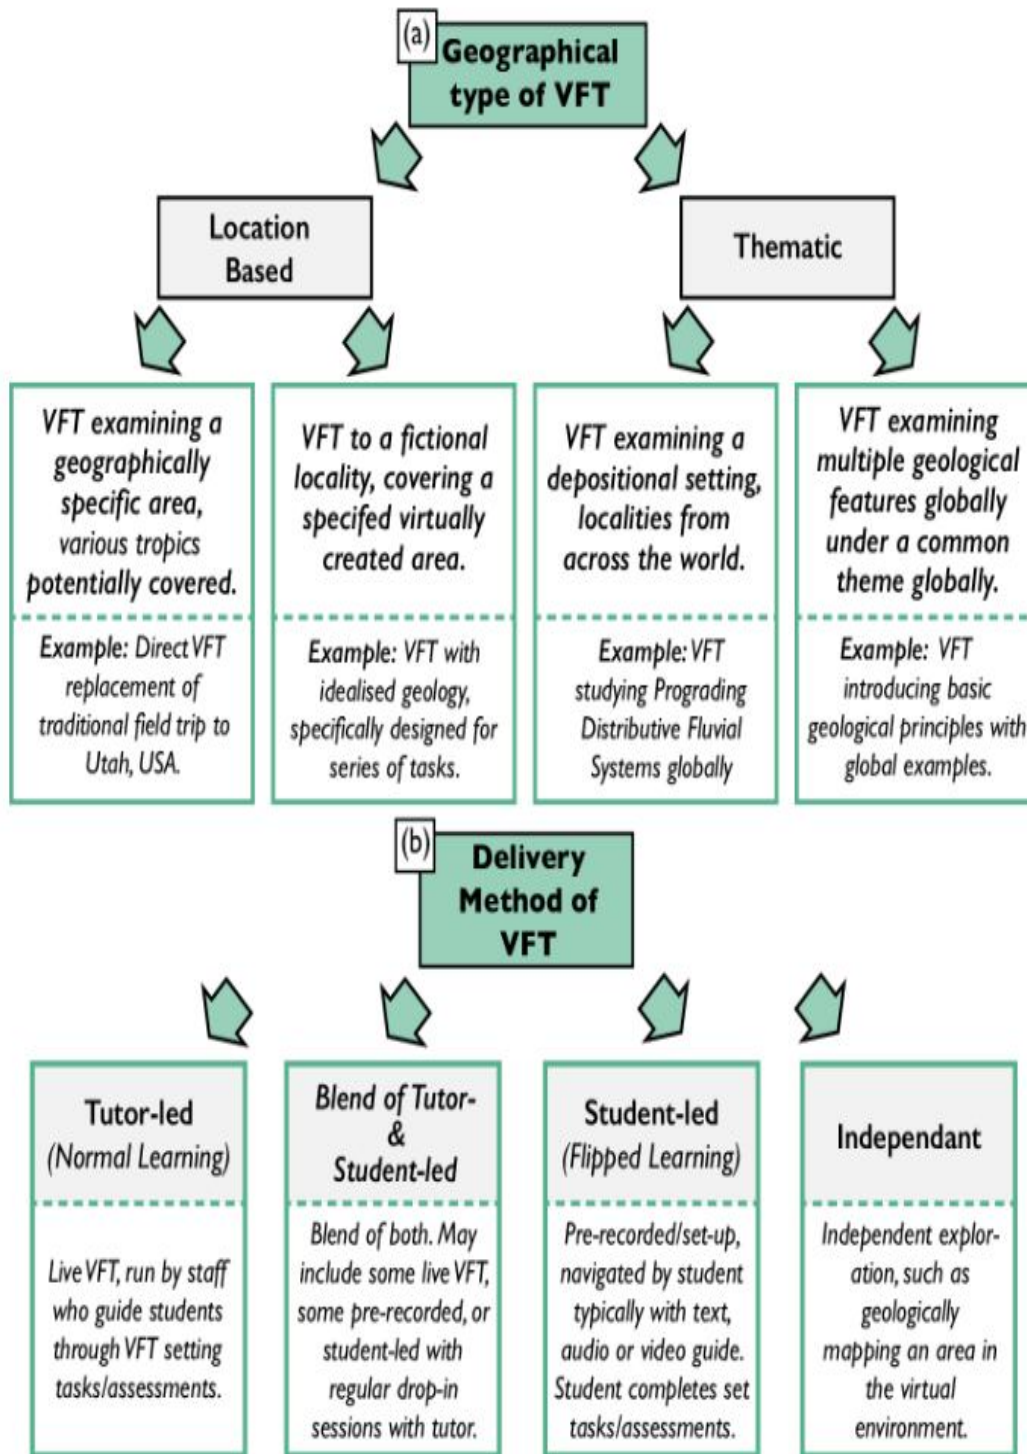 (a)
Geographical
type of VFT
Location
Based
Thematic
VFT examining a
geographically
specific area,
various tropics
potentially covered.
Example: Direct VFT
replacement of
traditional field trip to
Utah, USA.
VFT to a fictional
locality, covering a
specifed virtually
created area.
Example: VFT with
idealised geology,
specifically designed for
series of tasks.
VFT examining a
depositional setting,
localities from
across the world.
Example: VFT
studying Prograding
Distributive Fluvial
Systems globally
VFT examining
multiple geological
features globally
under a common
theme globally.
Example: VFT
introducing basic
geological principles with
global examples.
(b)
Delivery
Method of
VFT
Tutor-led
(Normal Learning)
Live VFT, run by staff
who guide students
through VFT setting
tasks/assessments.
Blend of Tutor-
&
Student-led
Blend of both. May
include some live VFT,
some pre-recorded, or
student-led with
regular drop-in
sessions with tutor.
Student-led
(Flipped Learning)
Pre-recorded/set-up,
navigated by student
typically with text,
audio or video guide.
Student completes set
tasks/assessments.
Independant
Independent explor-
ation, such as
geologically
mapping an area in
the virtual
environment.